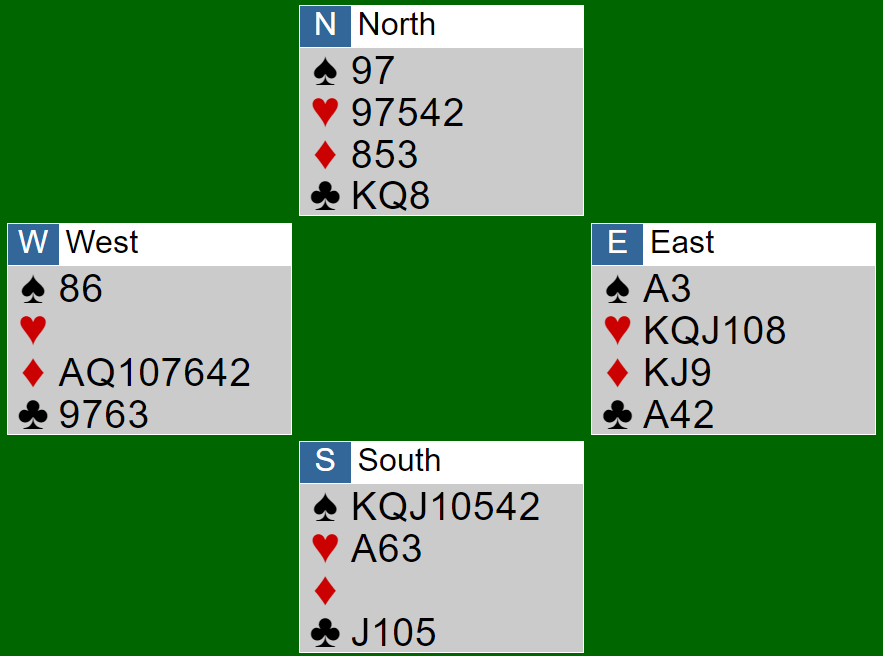 N North
♠ 97
♥ 97542
♦ 853
♣ KQ8
W West
♠ 86
♥
♦ AQ107642
♣ 9763
E East
♠ A3
♥ KQJ108
♦ KJ9
♣ A42
S South
♠ KQJ10542
♥ A63
♦
♣ J105